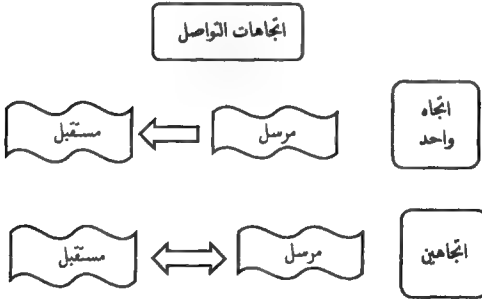 اتجاهات التواصل
اتجاه
واحد
مرسل
مستقبل
اتجاهين
مرسل
مستقبل